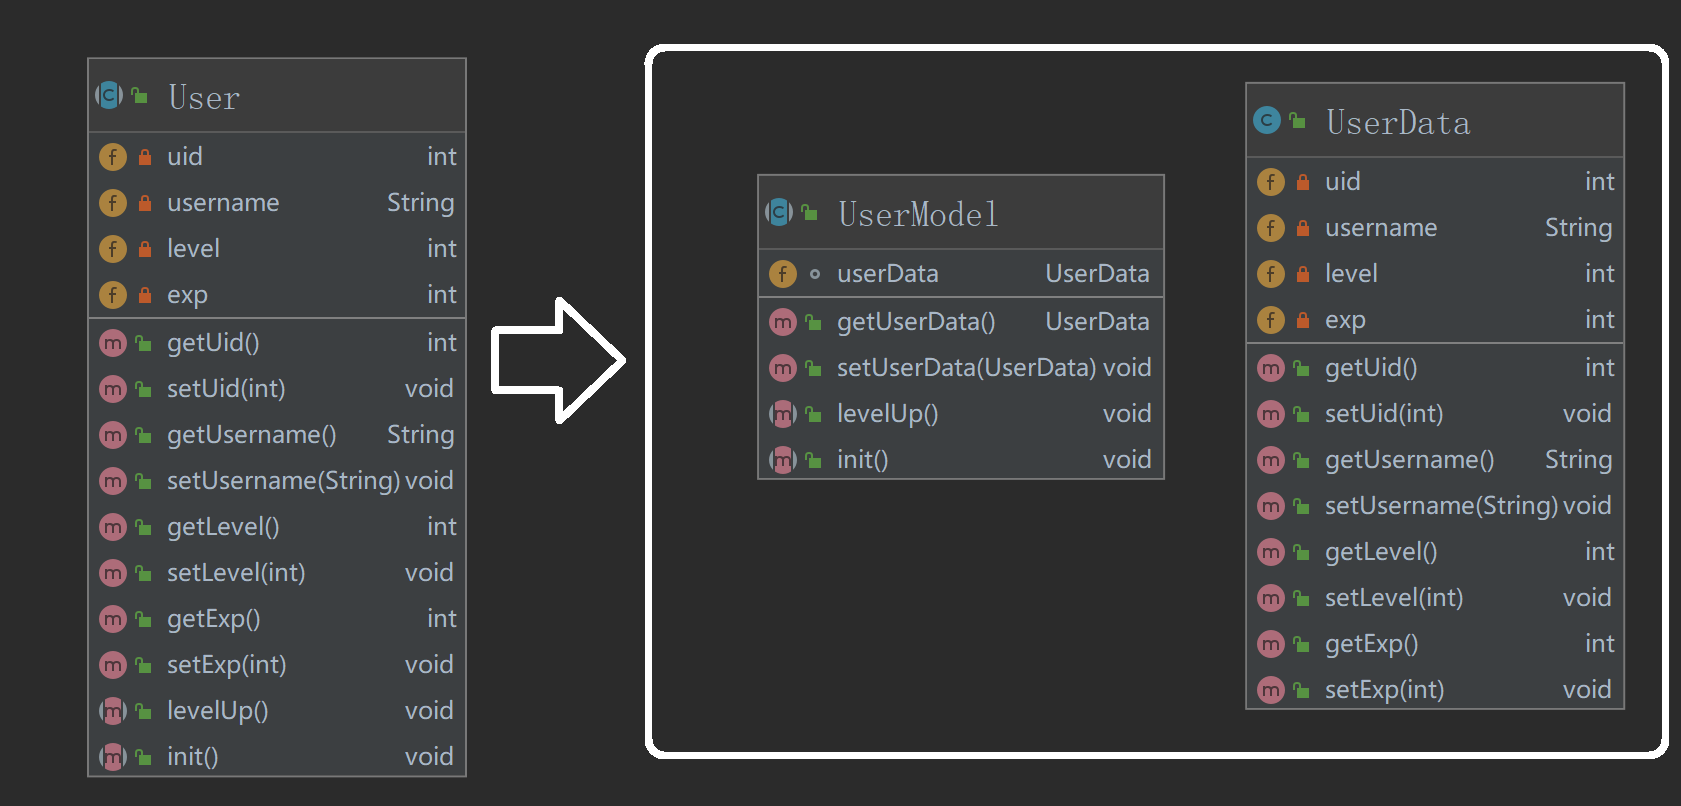 User
uid int
username String
level int
exp int
getUid() int
setUid(int) void
getUsername() String
setUsername(String) void
getLevel() int
setLevel(int) void
getExp() int
setExp(int) void
levelUp() void
init() void
UserModel
userData UserData
getUserData() UserData
setUserData(UserData) void
levelUp() void
init() void
UserData
uid int
username String
level int
exp int
getUid() int
setUid(int) void
getUsername() String
setUsername(String) void
getLevel() int
setLevel(int) void
getExp() int
setExp(int) void